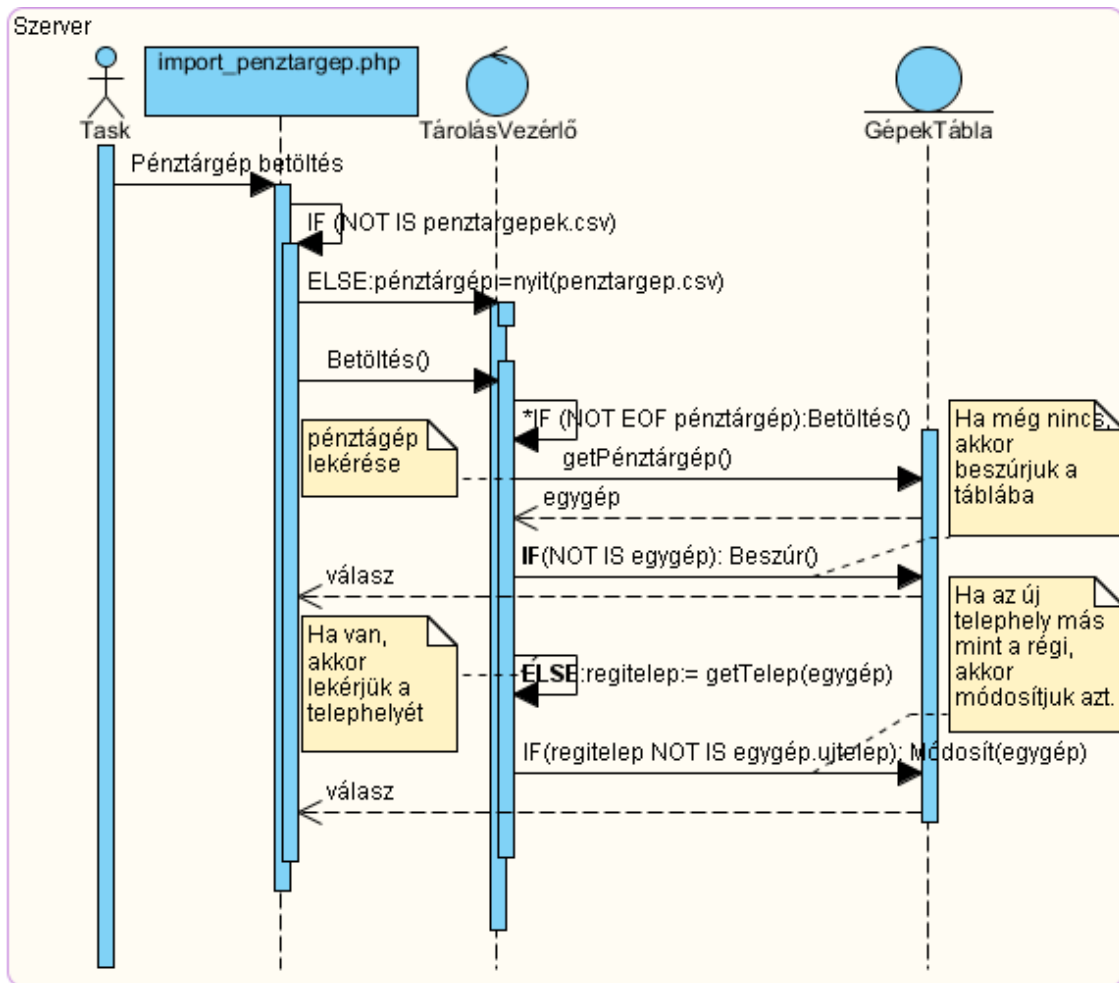 Szerver
import_penztargep.php
Task
TárolásVezérlő
GépekTábla
Pénztárgép betöltés
IF (NOT IS penztargepek.csv)
ELSE:pénztárgép:=nyit(penztargep.csv)
Betöltés()
*IF (NOT EOF pénztárgép):Betöltés()
Ha még nincs,
akkor
beszúrjuk a
táblába
pénztágép
lekérése
getPénztárgép()
egygép
IF(NOT IS egygép): Beszúr()
válasz
Ha az új
telephely más
mint a régi,
akkor
módosítjuk azt.
Ha van,
akkor
lekérjük a
telephelyét
ELSE:regitelep:= getTelep(egygép)
IF(regitelep NOT IS egygép.ujtelep): Módosít(egygép)
válasz